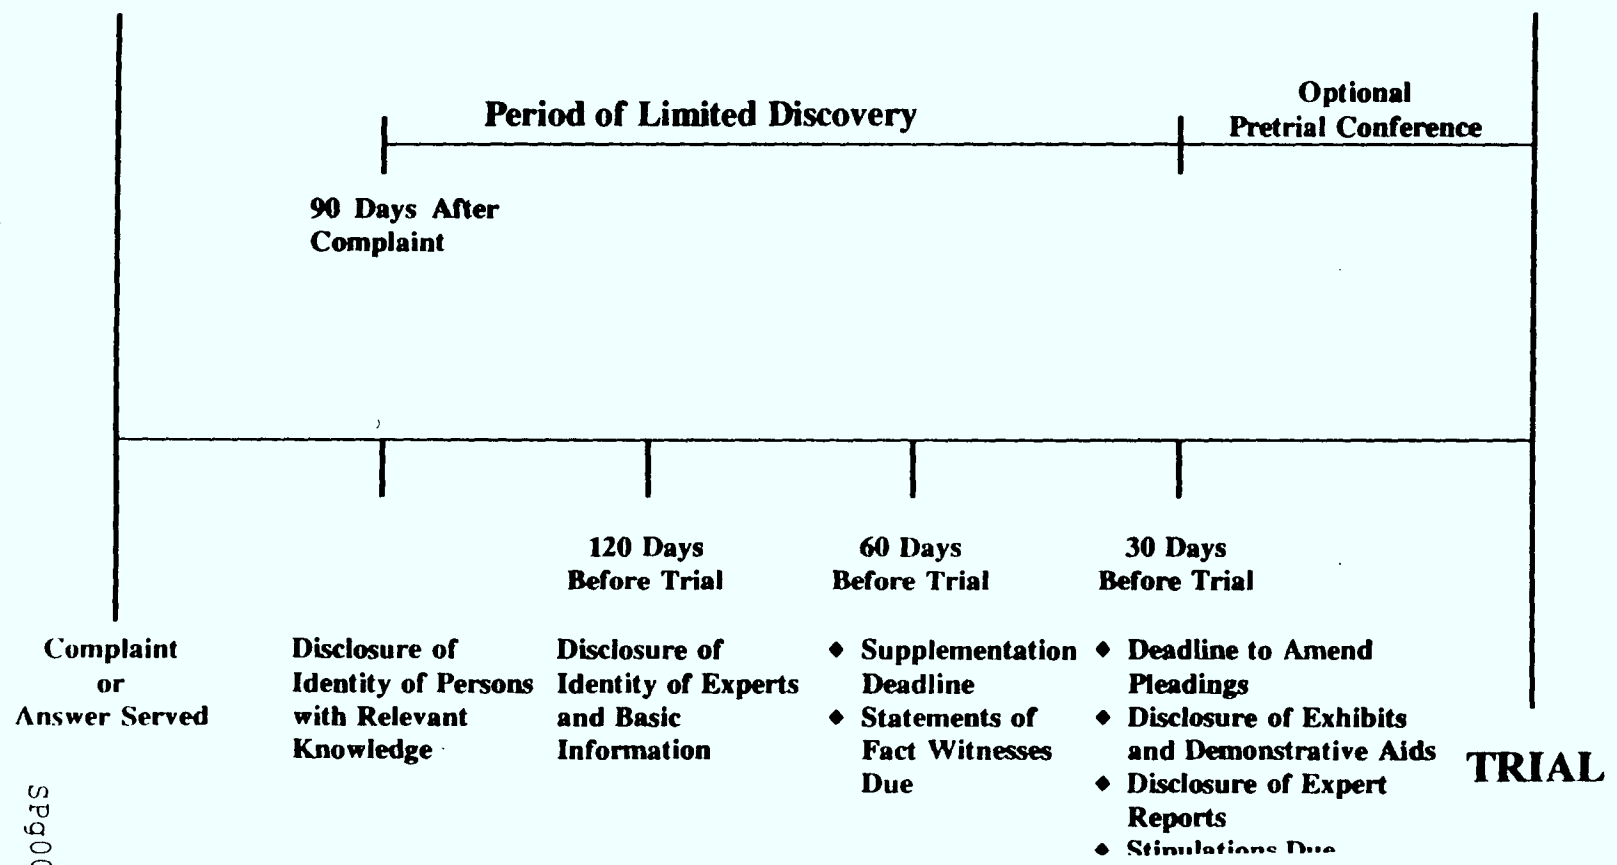 Period of Limited Discovery
Optional
Pretrial Conference
90 Days After
Complaint
120 Days
Before Trial
60 Days
Before Trial
30 Days
Before Trial
Complaint
or
Answer Served
Disclosure of
Identity of Persons
with Relevant
Knowledge
Disclosure of
Identity of Experts
and Basic
Information
◆ Supplementation
Deadline
◆ Statements of
Fact Witnesses
Due
◆ Deadline to Amend
Pleadings
◆ Disclosure of Exhibits
and Demonstrative Aids
◆ Disclosure of Expert
Reports
◆ Stipulations Due
TRIAL